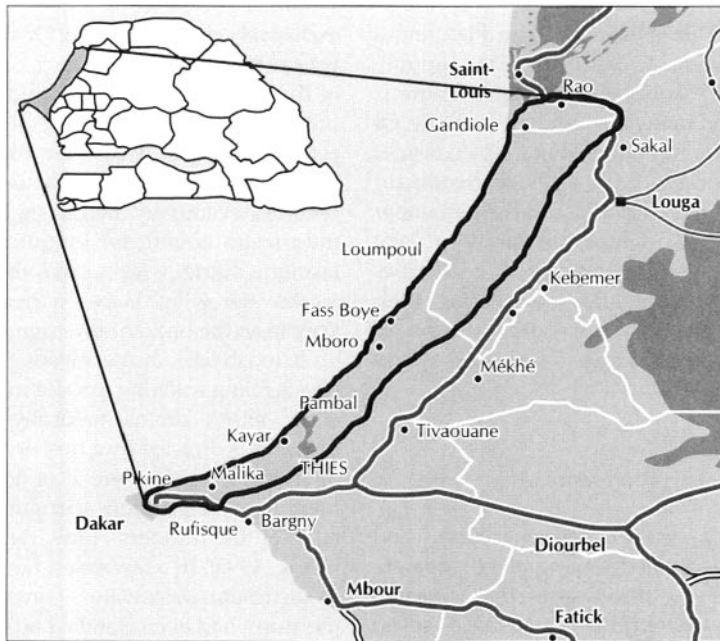 Saint-
Louis
Rao
Gandiole
Sakal
Louga
Loumpoul
Kebemer
Fass Boye
Mboro
Mékhé
Pambal
Kayar
Tivaouane
Pikine
Malika
THIES
Dakar
Rufisque
Bargny
Diourbel
Mbour
Fatick